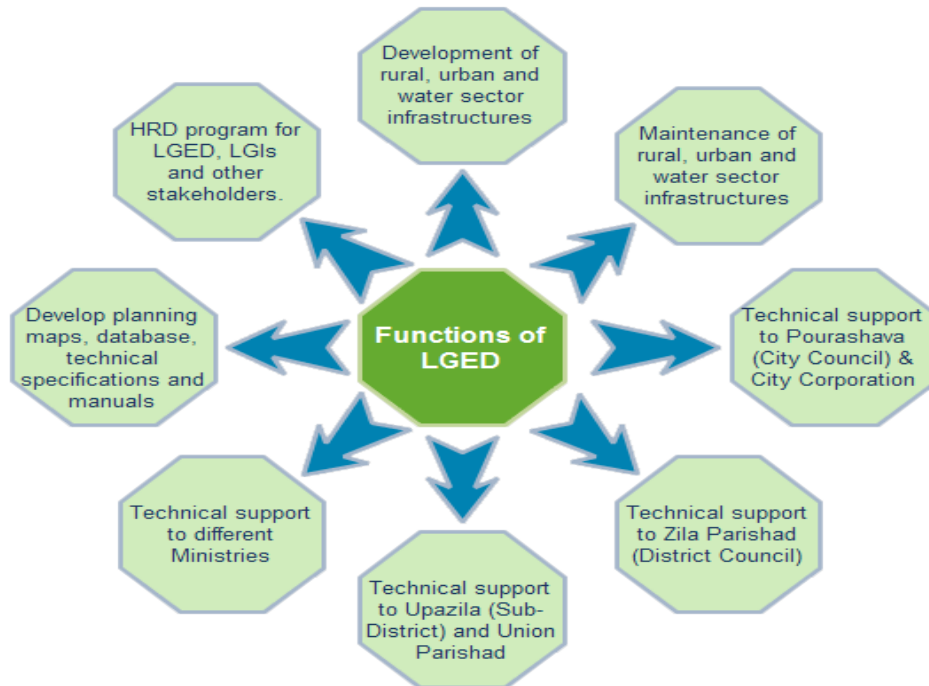 Functions of
LGED
Development of
rural, urban and
water sector
infrastructures
Maintenance of
rural, urban and
water sector
infrastructures
Technical support
to Pourashava
(City Council) &
City Corporation
Technical support
to Zila Parishad
(District Council)
Technical support
to Upazila (Sub-
District) and Union
Parishad
Technical support
to different
Ministries
Develop planning
maps, database,
technical
specifications and
manuals
HRD program for
LGED, LGIs
and other
stakeholders.